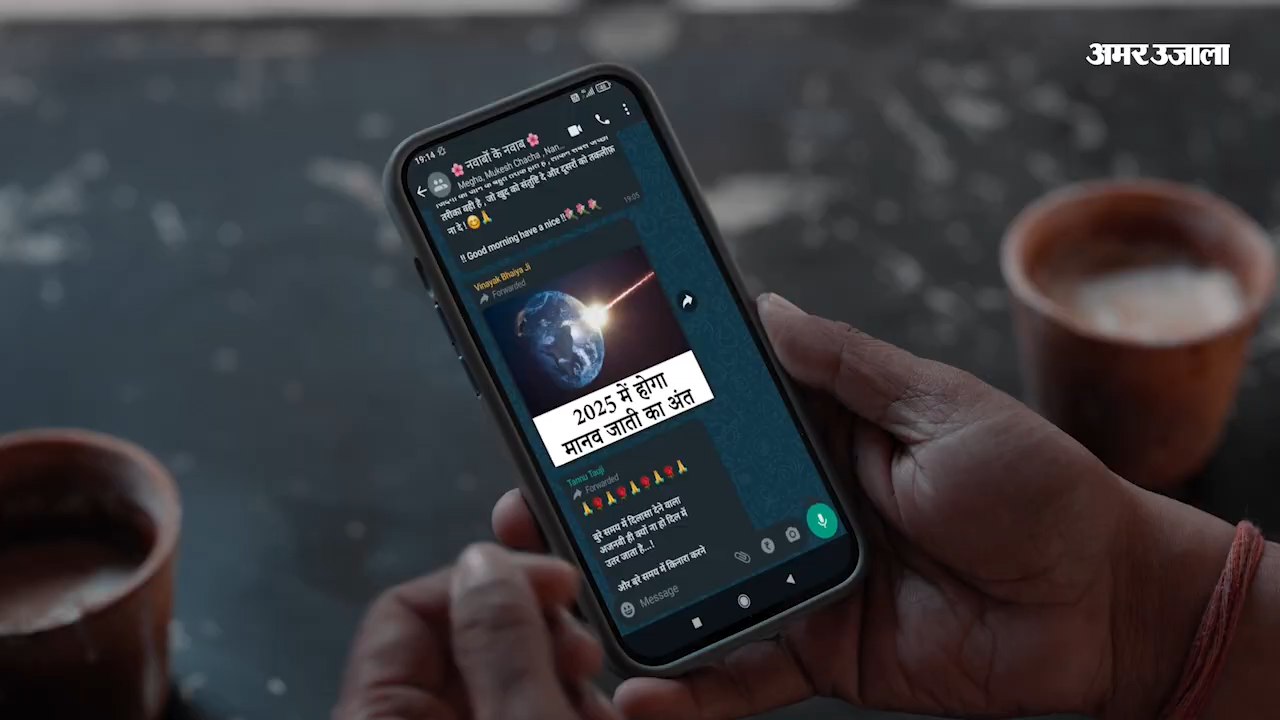 अमर उजाला
19:14
🌸 नवाबों के नवाब 🌸
Megha, Mukesh Chacha , Nan...
तरीका वही है , जो खुद को संतुष्टि दे और दूसरों को तकलीफ़
ना दे ! 😊🙏
19:05
!! Good morning have a nice !!💐💐💐
Vinayak Bhaiya Ji
Forwarded
2025 में होगा
मानव जाती का अंत
Tannu Tauji
Forwarded
🙏🌹🙏🌹🙏🌹🙏🌹🙏
बुरे समय में दिलासा देने वाला
अजनबी ही क्यों ना हो दिल में
उतर जाता है...!
और बुरे समय में किनारा करने
Message